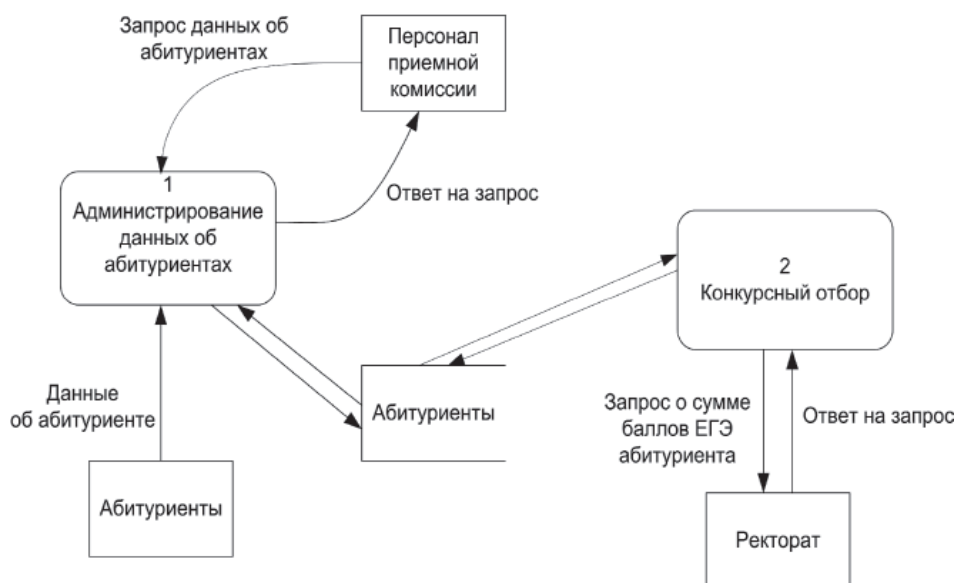 Запрос данных об
абитуриентах
Персонал
приемной
комиссии
1
Администрирование
данных об
абитуриентах
Ответ на запрос
2
Конкурсный отбор
Данные
об абитуриенте
Абитуриенты
Запрос о сумме
баллов ЕГЭ
абитуриента
Ответ на запрос
Абитуриенты
Ректорат